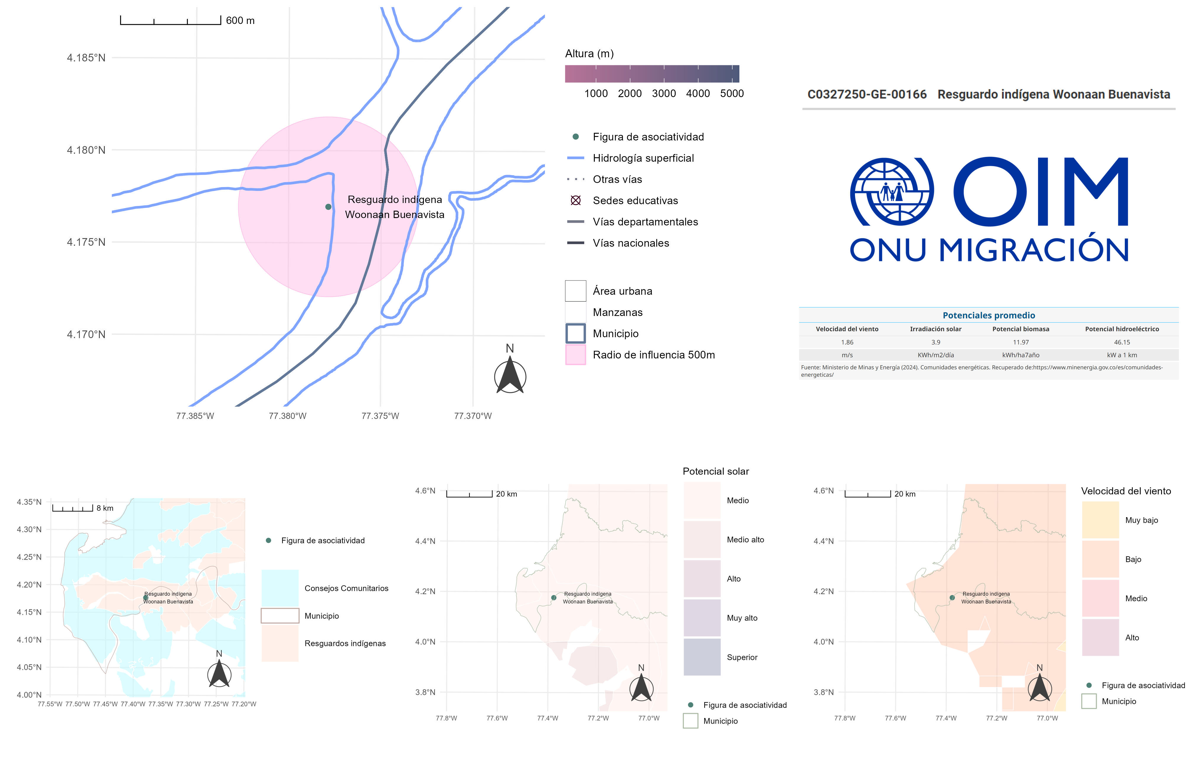 600 m
4.185°N
4.180°N
4.175°N
4.170°N
77.385°W
77.380°W
77.375°W
77.370°W
Resguardo indígena
Woonaan Buenavista
N
Altura (m)
1000 2000 3000 4000 5000
Figura de asociatividad
Hidrología superficial
Otras vías
Sedes educativas
Vías departamentales
Vías nacionales
Área urbana
Manzanas
Municipio
Radio de influencia 500m
C0327250-GE-00166 Resguardo indígena Woonaan Buenavista
OIM
ONU MIGRACIÓN
Potenciales promedio
Velocidad del viento Irradiación solar Potencial biomasa Potencial hidroeléctrico
1.86 3.9 11.97 46.15
m/s KWh/m2/día kWh/ha7año kW a 1 km
Fuente: Ministerio de Minas y Energía (2024). Comunidades energéticas. Recuperado de:https://www.minenergia.gov.co/es/comunidades-
energeticas/
8 km
4.35°N
4.30°N
4.25°N
4.20°N
4.15°N
4.10°N
4.05°N
4.00°N
77.55°W 77.50°W 77.45°W 77.40°W 77.35°W 77.30°W 77.25°W 77.20°W
Resguardo indígena
Woonaan Buenavista
N
Figura de asociatividad
Consejos Comunitarios
Municipio
Resguardos indígenas
20 km
4.6°N
4.4°N
4.2°N
4.0°N
3.8°N
77.8°W 77.6°W 77.4°W 77.2°W 77.0°W
Resguardo indígena
Woonaan Buenavista
N
Potencial solar
Medio
Medio alto
Alto
Muy alto
Superior
Figura de asociatividad
Municipio
20 km
4.6°N
4.4°N
4.2°N
4.0°N
3.8°N
77.8°W 77.6°W 77.4°W 77.2°W 77.0°W
Resguardo indígena
Woonaan Buenavista
N
Velocidad del viento
Muy bajo
Bajo
Medio
Alto
Figura de asociatividad
Municipio